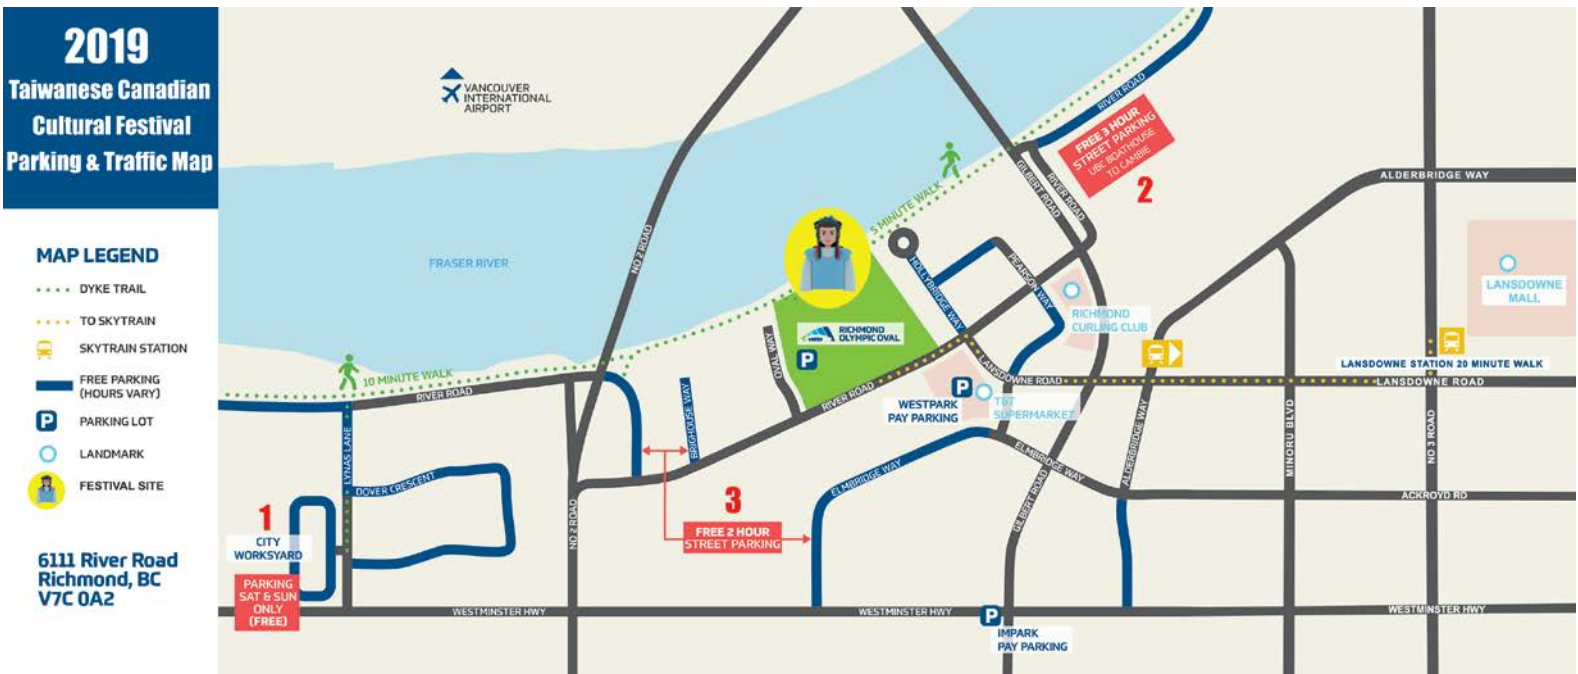 2019
Taiwanese Canadian
Cultural Festival
Parking & Traffic Map
MAP LEGEND
DYKE TRAIL
TO SKYTRAIN
SKYTRAIN STATION
FREE PARKING
(HOURS VARY)
P
PARKING LOT
LANDMARK
FESTIVAL SITE
6111 River Road
Richmond, BC
V7C 0A2
VANCOUVER
INTERNATIONAL
AIRPORT
FRASER RIVER
NO 2 ROAD
5 MINUTE WALK
RIVER ROAD
FREE 3 HOUR
STREET PARKING
UBC BOATHOUSE
TO CAMBIE
2
GILBERT ROAD
RIVER ROAD
ALDERBRIDGE WAY
HOLLYBRIDGE WAY
PEARSON WAY
RICHMOND
CURLING CLUB
LANSDOWNE
MALL
RICHMOND
OLYMPIC OVAL
P
OVAL WAY
10 MINUTE WALK
RIVER ROAD
RIVER ROAD
BRIGHOUSE WAY
LANSDOWNE ROAD
LANSDOWNE STATION 20 MINUTE WALK
LANSDOWNE ROAD
P
WESTPARK
PAY PARKING
T&T
SUPERMARKET
LYNAS LANE
DOVER CRESCENT
ELMBRIDGE WAY
ELMBRIDGE WAY
ALDERBRIDGE WAY
MINORU BLVD
NO 3 ROAD
ACKROYD RD
GILBERT ROAD
NO 2 ROAD
1
CITY
WORKSYARD
PARKING
SAT & SUN
ONLY
(FREE)
3
FREE 2 HOUR
STREET PARKING
WESTMINSTER HWY
WESTMINSTER HWY
WESTMINSTER HWY
P
IMPARK
PAY PARKING